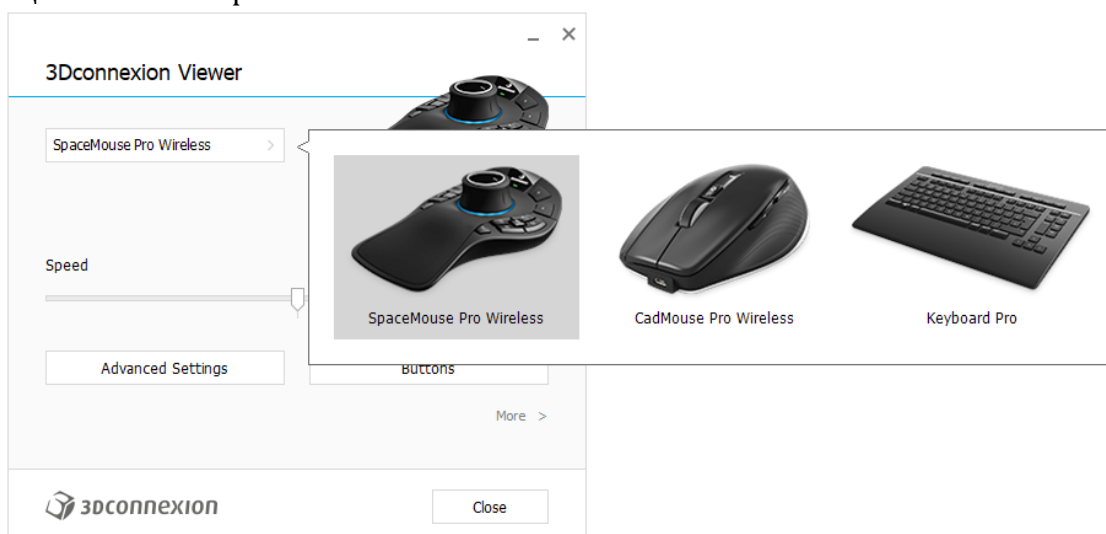 3Dconnexion Viewer
SpaceMouse Pro Wireless
Speed
SpaceMouse Pro Wireless
CadMouse Pro Wireless
Keyboard Pro
Advanced Settings
Buttons
More >
3Dconnexion
Close